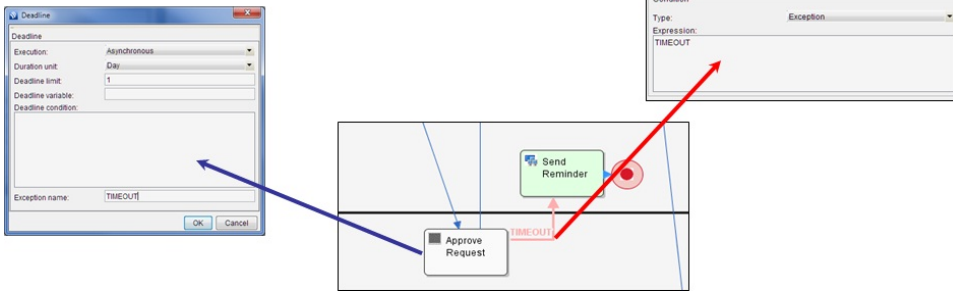 Deadline
Deadline
Execution: Asynchronous
Duration unit: Day
Deadline limit: 1
Deadline variable:
Deadline condition:
Exception name: TIMEOUT
OK Cancel
Condition
Type: Exception
Expression:
TIMEOUT
Send
Reminder
TIMEOUT
Approve
Request